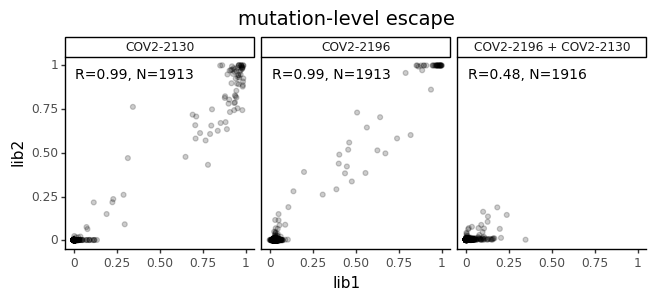 mutation-level escape
COV2-2130 COV2-2196 COV2-2196 + COV2-2130
R=0.99, N=1913 R=0.99, N=1913 R=0.48, N=1916
1
0.75
0.50
0.25
0
lib2
0 0.25 0.50 0.75 1 0 0.25 0.50 0.75 1 0 0.25 0.50 0.75 1
lib1